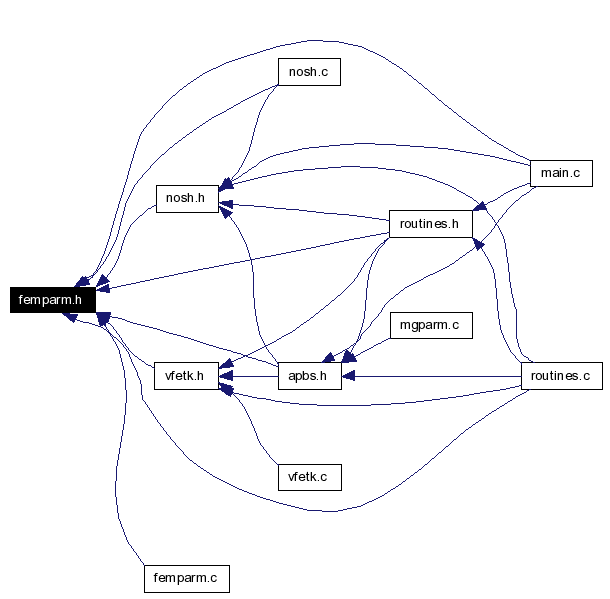 nosh.c
main.c
nosh.h
routines.h
femparm.h
mgparm.c
vfetk.h
apbs.h
routines.c
vfetk.c
femparm.c